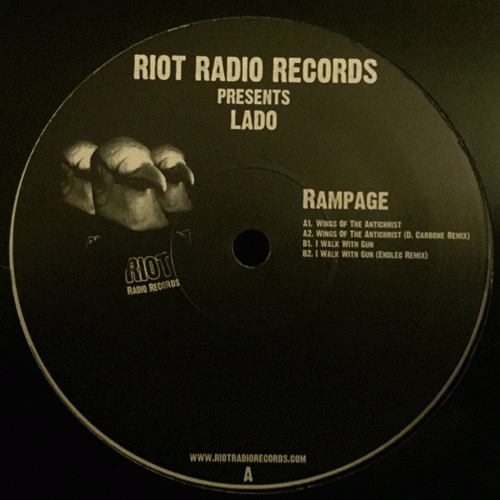 RIOT RADIO RECORDS
PRESENTS
LADO
RAMPAGE
A1. WINGS OF THE ANTICHRIST
A2. WINGS OF THE ANTICHRIST (D. CARBONE REMIX)
B1. I WALK WITH GUN
B2. I WALK WITH GUN (ENDLEC REMIX)
RIOT
RADIO RECORDS
WWW.RIOTRADIORECORDS.COM
A